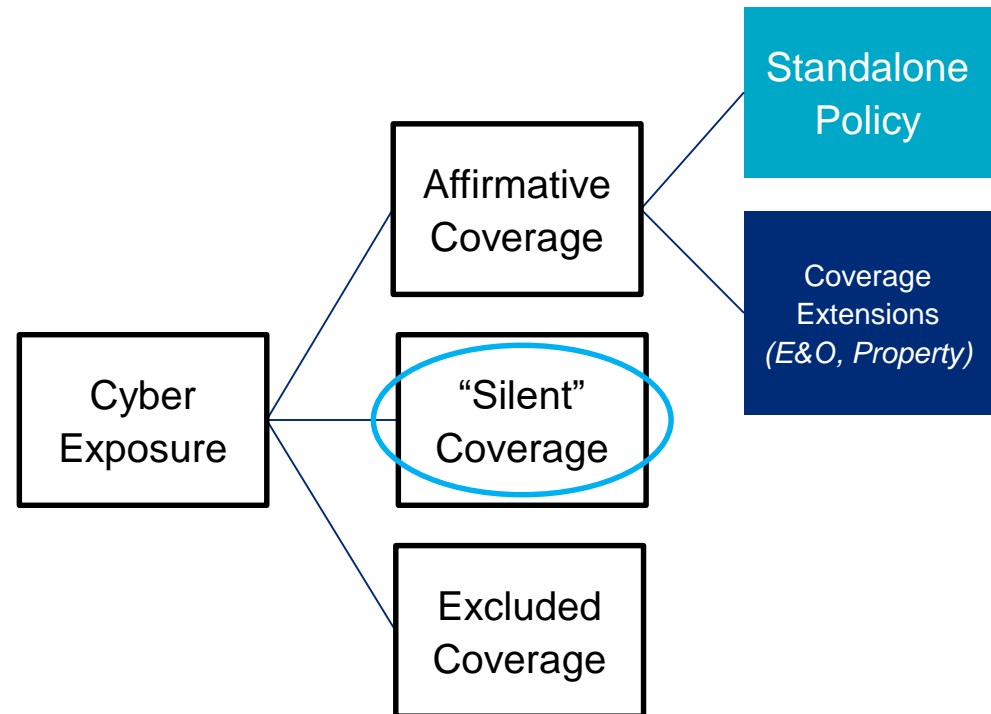 Cyber
Exposure
Affirmative
Coverage
“Silent”
Coverage
Excluded
Coverage
Standalone
Policy
Coverage
Extensions
(E&O, Property)